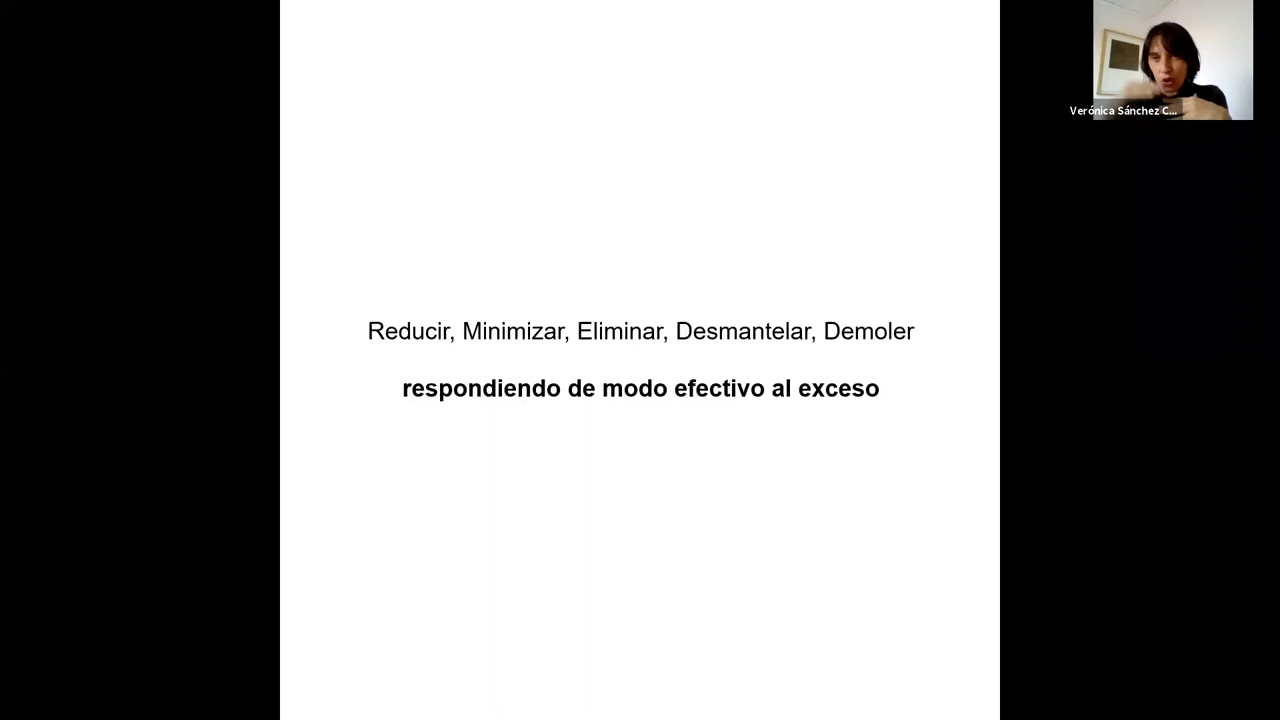 Verónica Sánchez C...
Reducir, Minimizar, Eliminar, Desmantelar, Demoler
respondiendo de modo efectivo al exceso